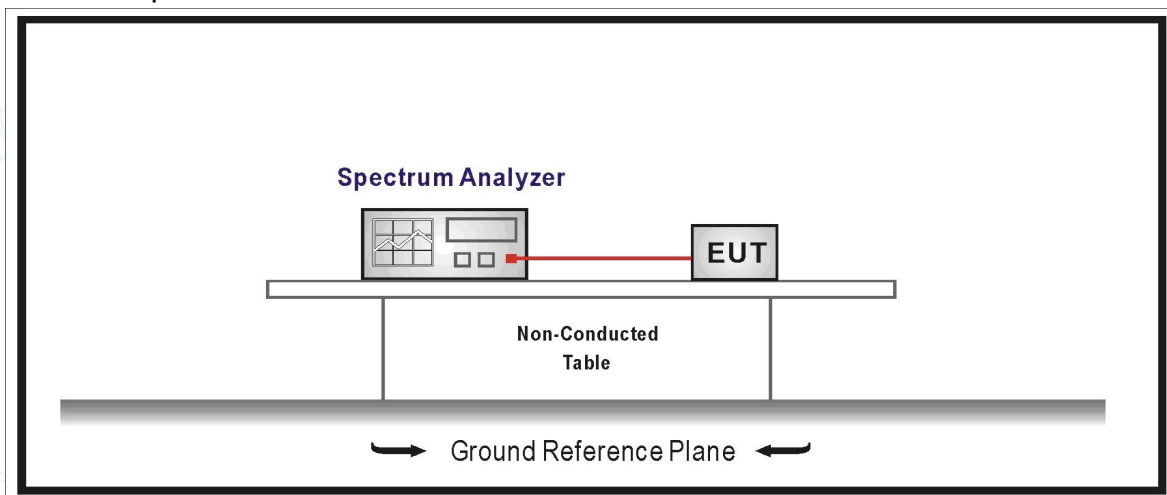 Spectrum Analyzer
EUT
Non-Conducted
Table
Ground Reference Plane